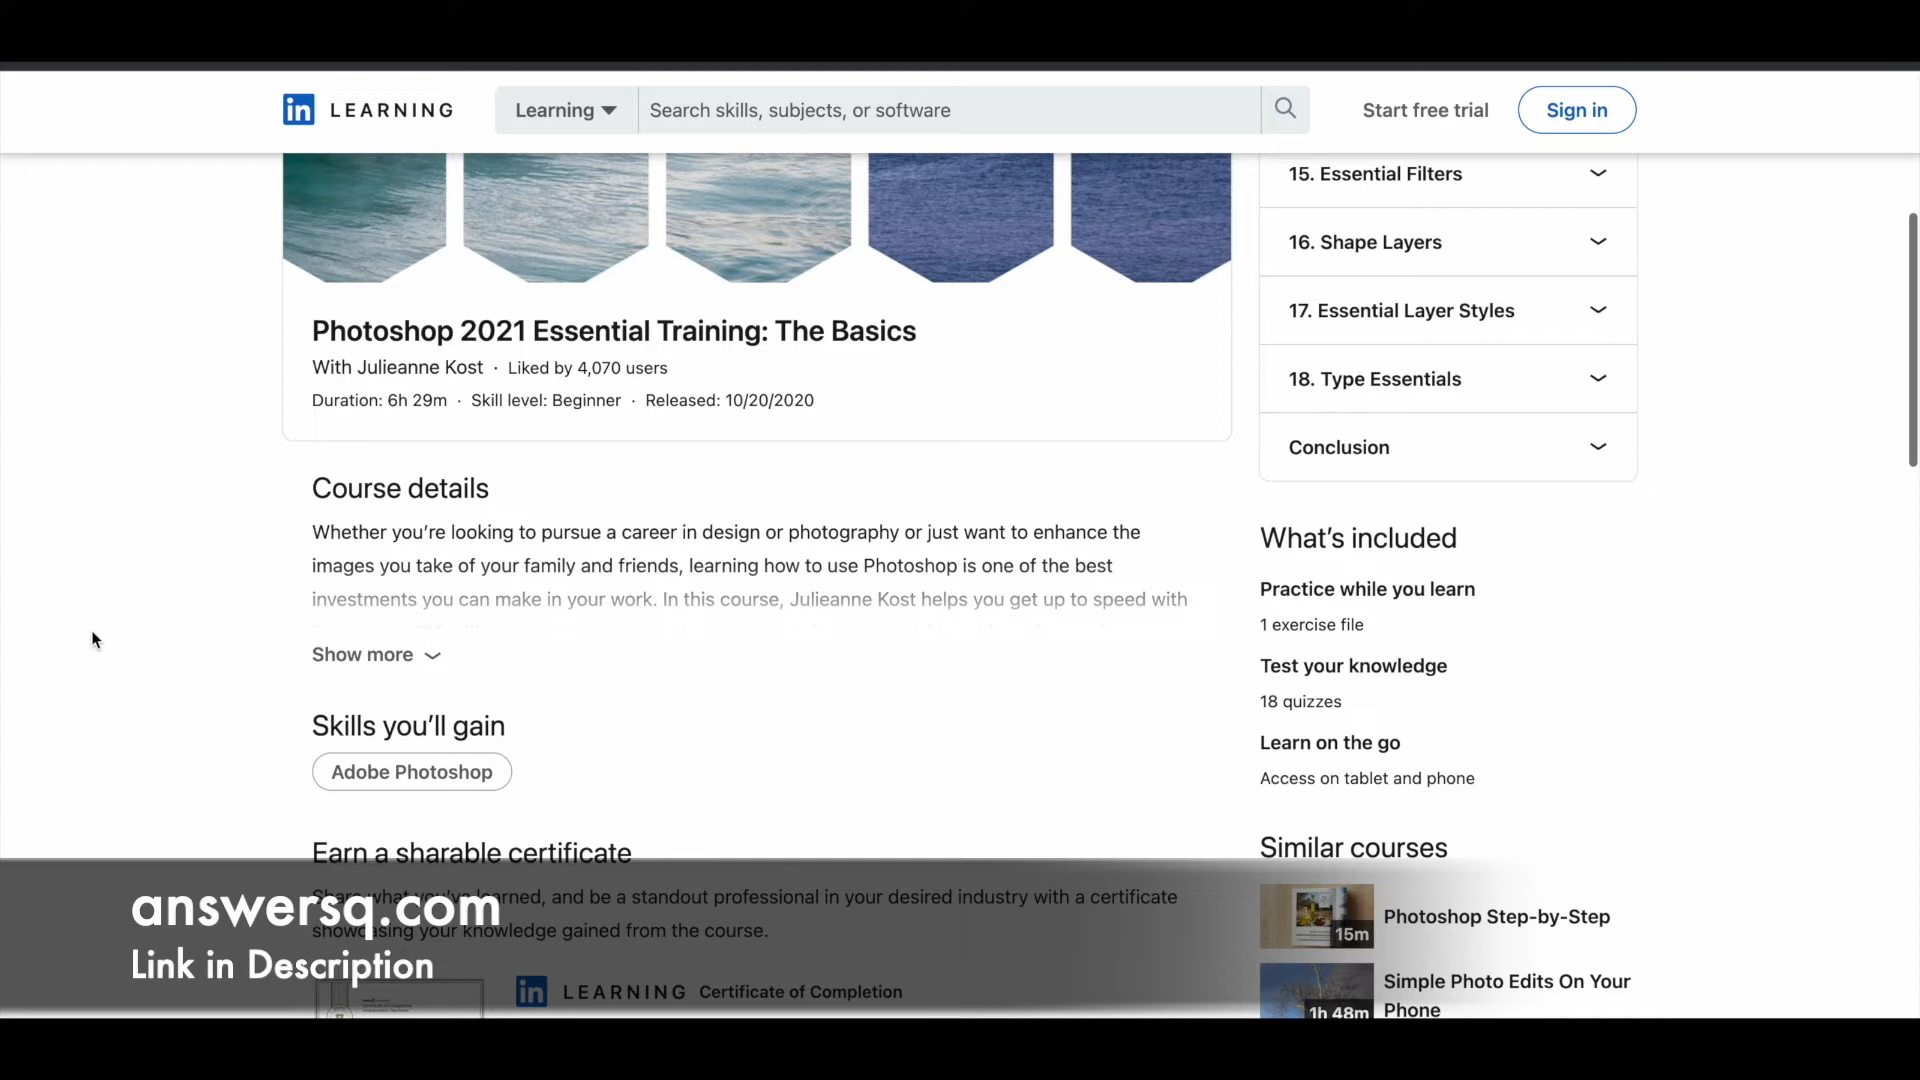 in LEARNING
Learning
Search skills, subjects, or software
Start free trial
Sign in
Photoshop 2021 Essential Training: The Basics
With Julieanne Kost · Liked by 4,070 users
Duration: 6h 29m · Skill level: Beginner · Released: 10/20/2020
Course details
Whether you’re looking to pursue a career in design or photography or just want to enhance the
images you take of your family and friends, learning how to use Photoshop is one of the best
investments you can make in your work. In this course, Julieanne Kost helps you get up to speed with
Show more
Skills you’ll gain
Adobe Photoshop
Earn a sharable certificate
Share what you’ve learned, and be a standout professional in your desired industry with a certificate
showcasing your knowledge gained from the course.
in LEARNING Certificate of Completion
15. Essential Filters
16. Shape Layers
17. Essential Layer Styles
18. Type Essentials
Conclusion
What’s included
Practice while you learn
1 exercise file
Test your knowledge
18 quizzes
Learn on the go
Access on tablet and phone
Similar courses
15m
Photoshop Step-by-Step
1h 48m
Simple Photo Edits On Your
Phone
answersq.com
Link in Description